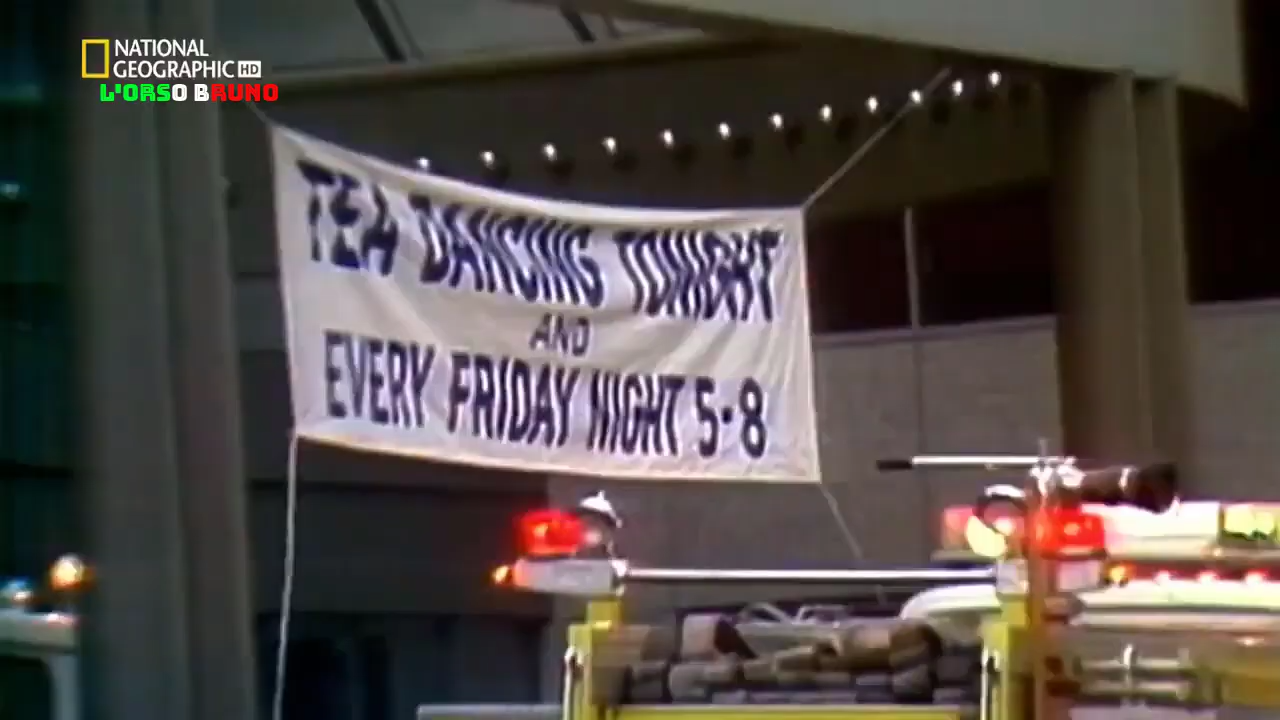 NATIONAL
GEOGRAPHIC HD
L'ORSO BRUNO
TEA DANCING TONIGHT
AND
EVERY FRIDAY NIGHT 5-8